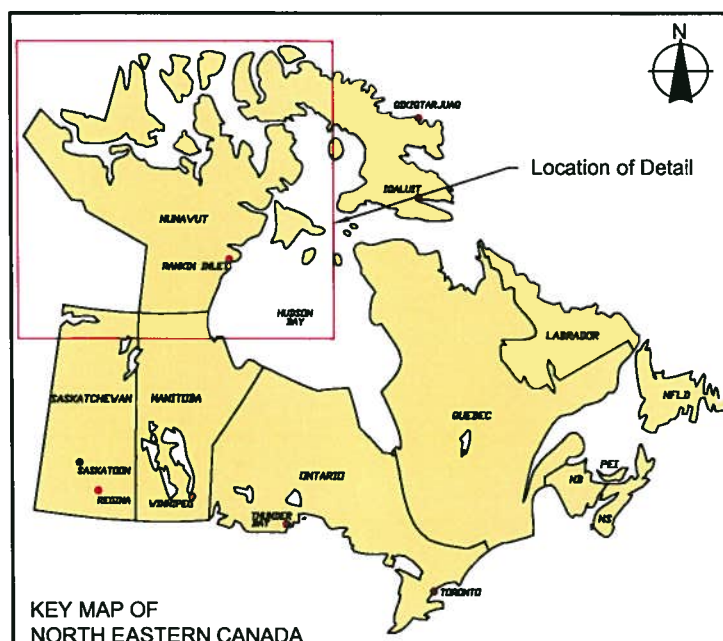 N
QIKIGTARJUAQ
Location of Detail
IQALUIT
NUNAVUT
RANKIN INLET
HUDSON
BAY
LABRADOR
SASKATCHEWAN
MANITOBA
NFLD
QUEBEC
SASKATOON
ONTARIO
PEI
NB
REGINA
WINNIPEG
THUNDER
BAY
NS
TORONTO
KEY MAP OF
NORTH EASTERN CANADA